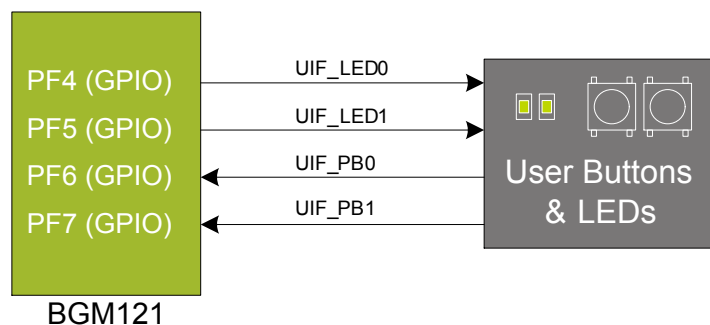 PF4 (GPIO)
UIF_LED0
PF5 (GPIO)
UIF_LED1
PF6 (GPIO)
UIF_PB0
PF7 (GPIO)
UIF_PB1
User Buttons
& LEDs
BGM121